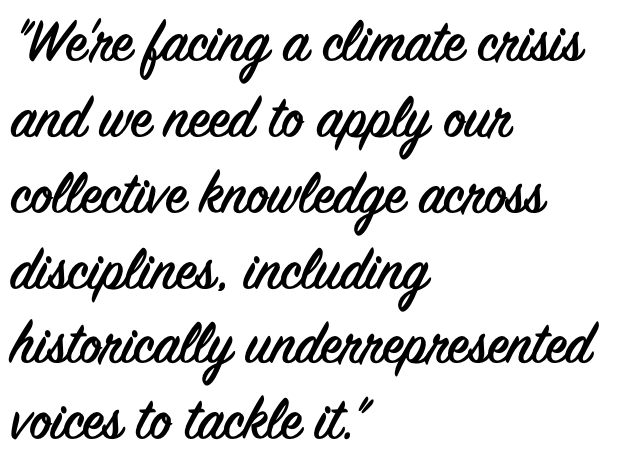 "We're facing a climate crisis
and we need to apply our
collective knowledge across
disciplines, including
historically underrepresented
voices to tackle it."